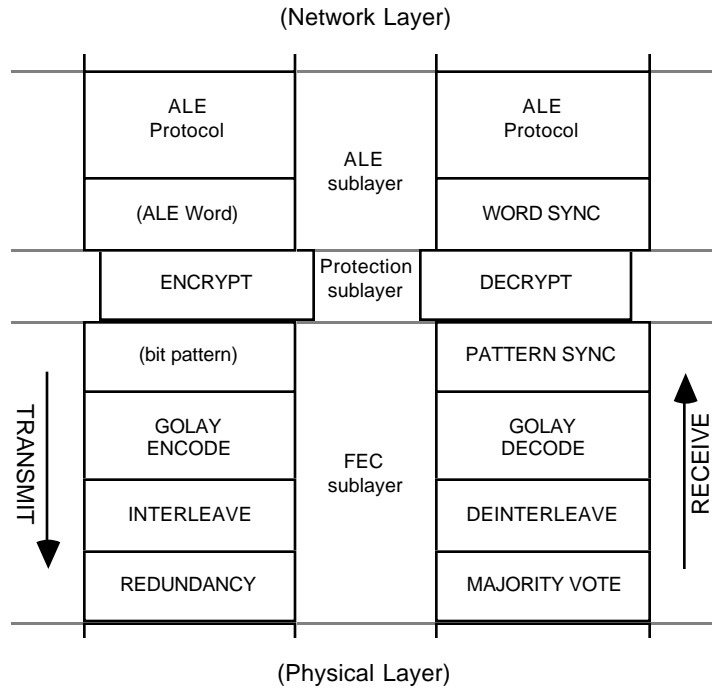 (Network Layer)
ALE
Protocol
ALE
sublayer
ALE
Protocol
(ALE Word)
WORD SYNC
ENCRYPT
Protection
sublayer
DECRYPT
(bit pattern)
PATTERN SYNC
TRANSMIT
GOLAY
ENCODE
FEC
sublayer
GOLAY
DECODE
RECEIVE
INTERLEAVE
DEINTERLEAVE
REDUNDANCY
MAJORITY VOTE
(Physical Layer)